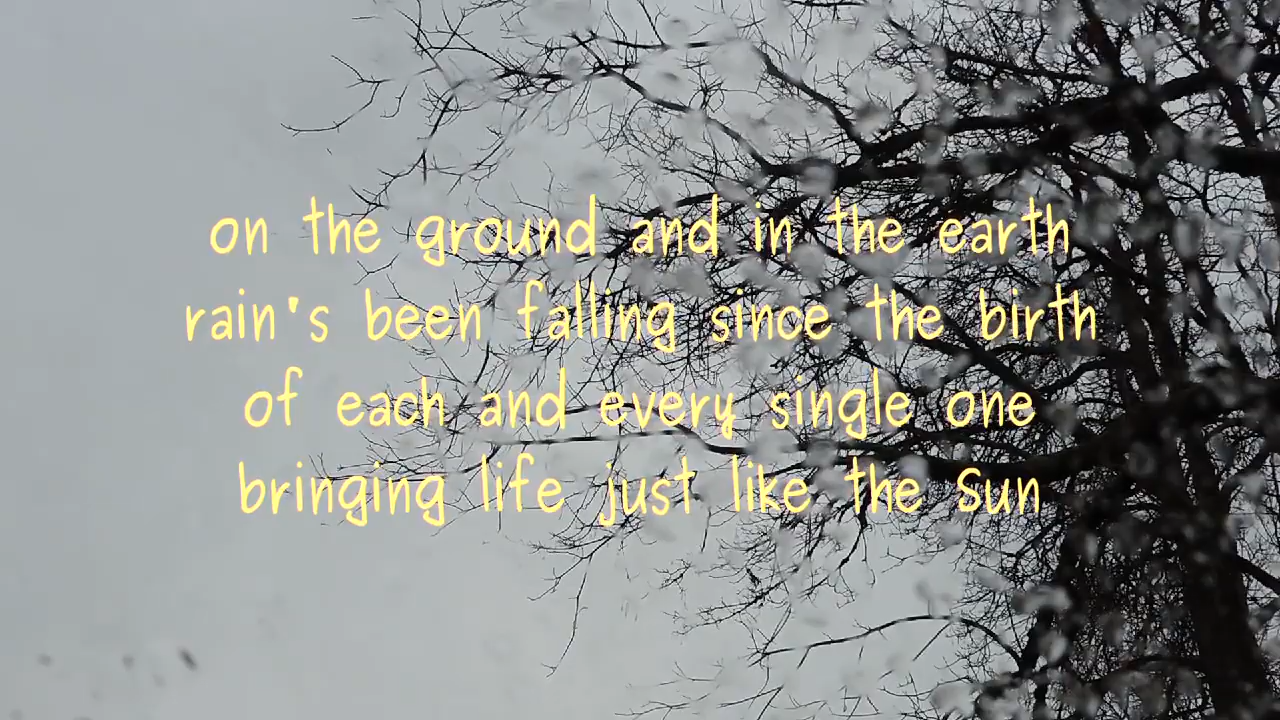 on the ground and in the earth
rain's been falling since the birth
of each and every single one
bringing life just like the Sun